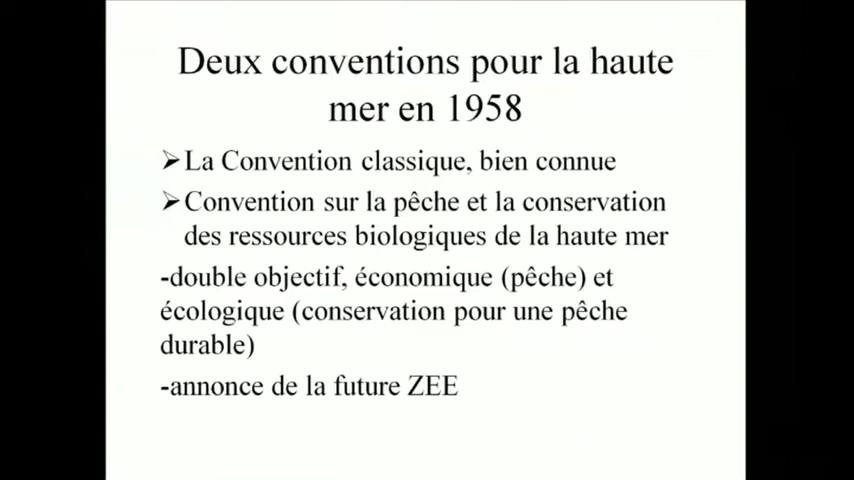 Deux conventions pour la haute
mer en 1958
➢La Convention classique, bien connue
➢Convention sur la pêche et la conservation
des ressources biologiques de la haute mer
-double objectif, économique (pêche) et
écologique (conservation pour une pêche
durable)
-annonce de la future ZEE